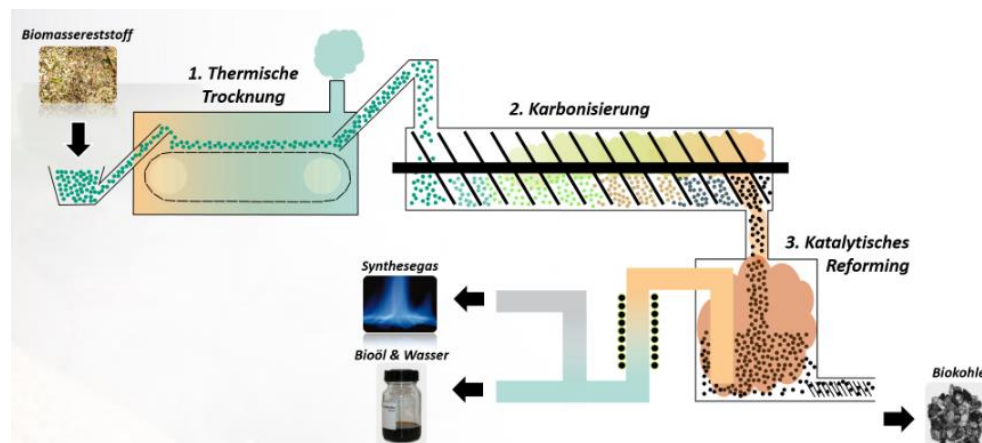 Biomassereststoff
1. Thermische
Trocknung
2. Karbonisierung
3. Katalytisches
Reforming
Synthesegas
Bioöl & Wasser
Biokohle